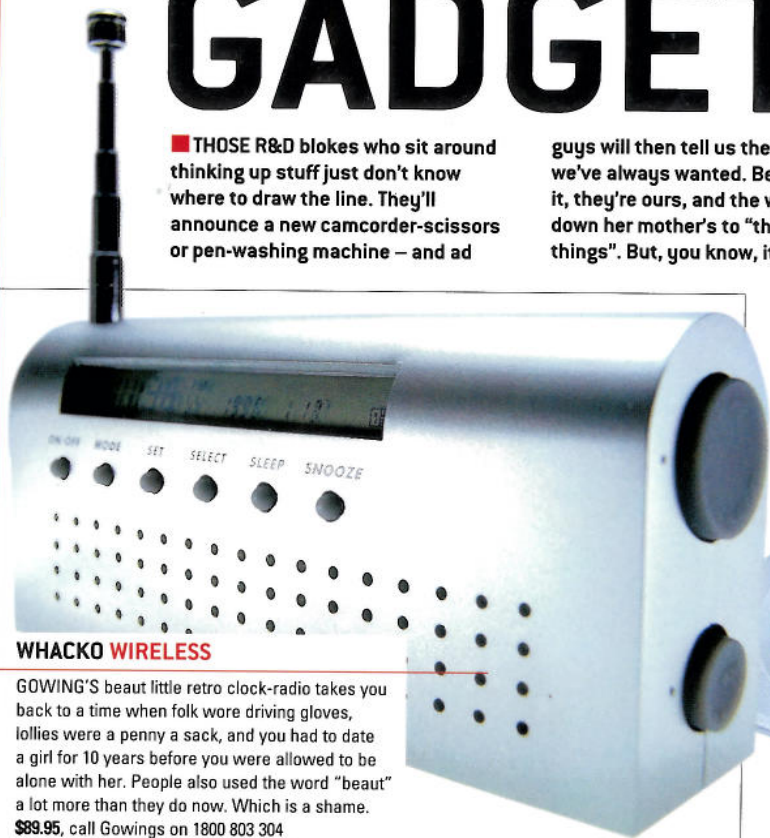 GADGET
THOSE R&D blokes who sit around
thinking up stuff just don't know
where to draw the line. They'll
announce a new camcorder-scissors
or pen-washing machine – and ad
guys will then tell us the
we've always wanted. Be
it, they're ours, and the
down her mother's to "th
things". But, you know, i
ON/OFF MODE SET SELECT SLEEP SNOOZE
WHACKO WIRELESS
GOWING'S beaut little retro clock-radio takes you
back to a time when folk wore driving gloves,
lollies were a penny a sack, and you had to date
a girl for 10 years before you were allowed to be
alone with her. People also used the word "beaut"
a lot more than they do now. Which is a shame.
$89.95, call Gowings on 1800 803 304